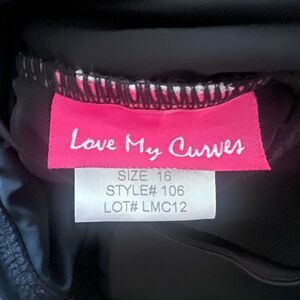 Love My Curves
SIZE 16
STYLE# 106
LOT# LMC12